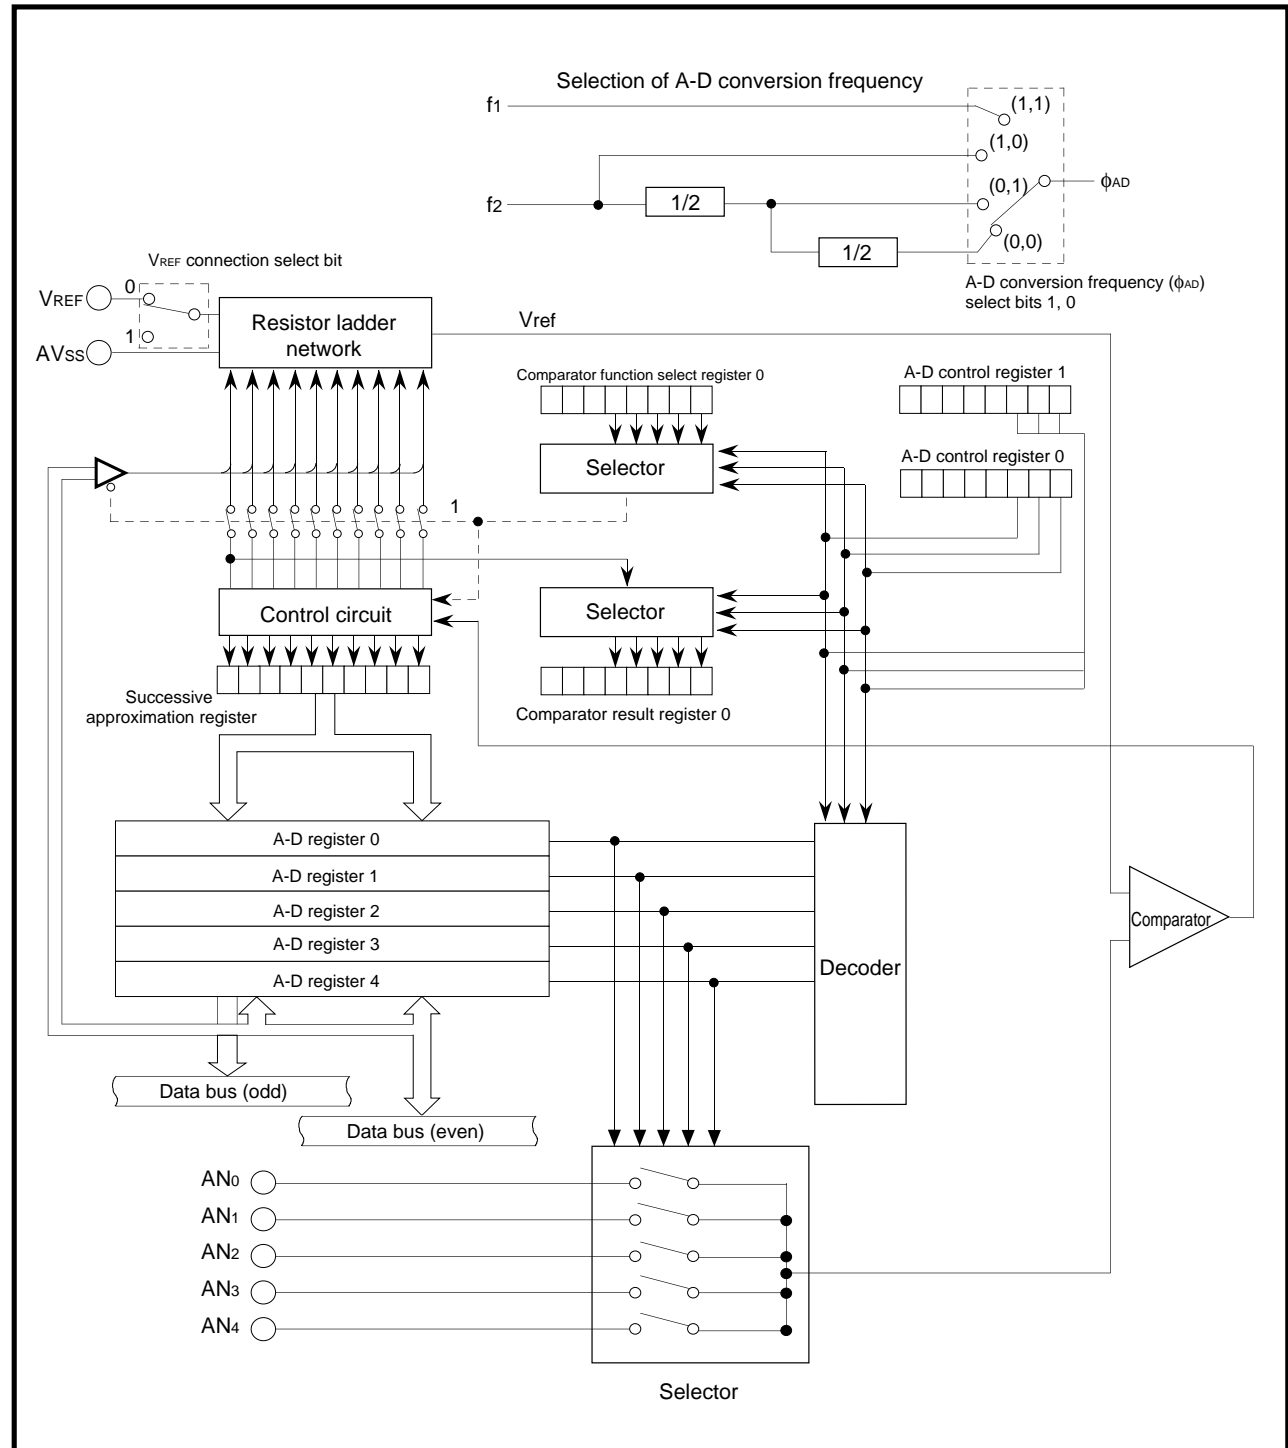 Selection of A-D conversion frequency
f1
(1,1)
(1,0)
(0,1)
ϕAD
f2
1/2
(0,0)
1/2
A-D conversion frequency (ϕAD)
select bits 1, 0
VREF connection select bit
VREF
0
1
AVSS
Resistor ladder
network
Vref
Comparator function select register 0
A-D control register 1
Selector
A-D control register 0
1
Control circuit
Selector
Successive
approximation register
Comparator result register 0
A-D register 0
A-D register 1
A-D register 2
A-D register 3
A-D register 4
Decoder
Comparator
Data bus (odd)
Data bus (even)
AN0
AN1
AN2
AN3
AN4
Selector